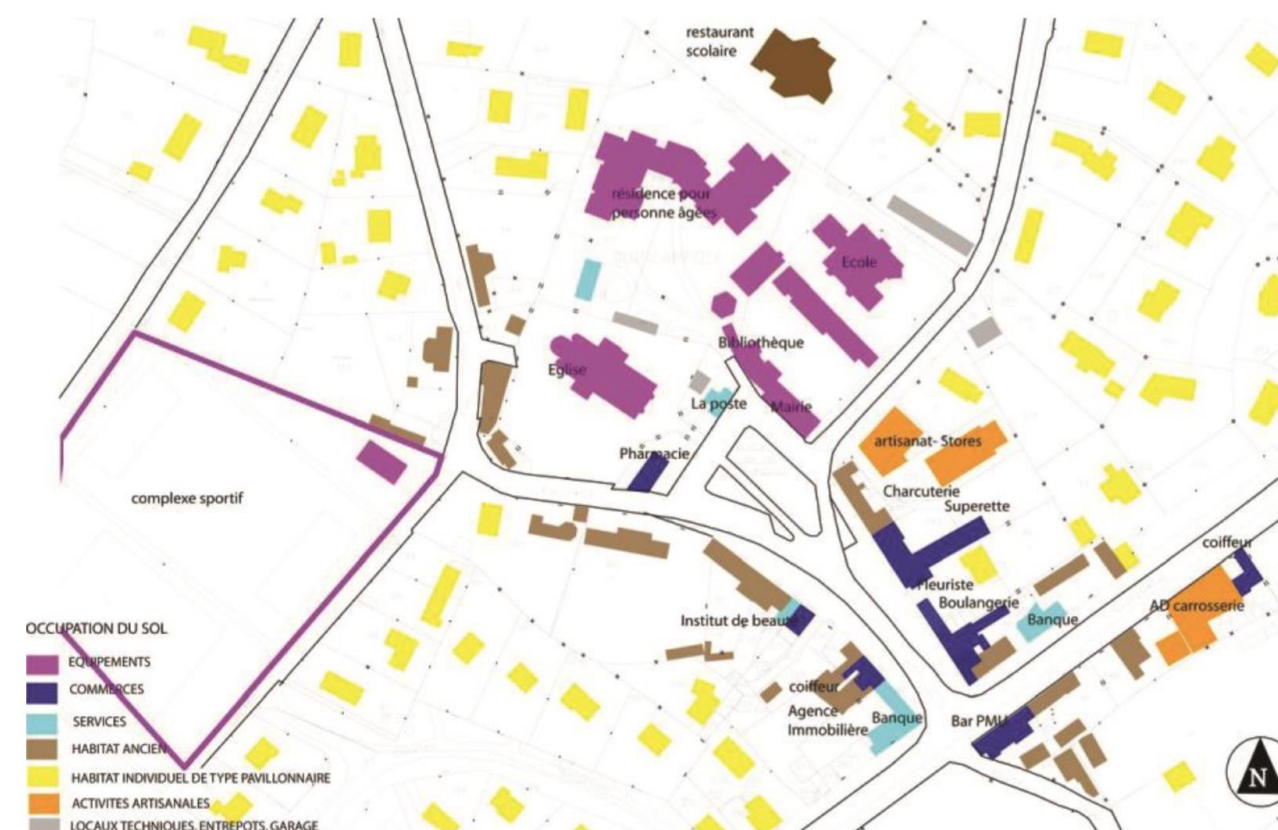 restaurant
scolaire
résidence pour
personne âgées
Ecole
Bibliothèque
Eglise
La poste
Mairie
Pharmacie
artisanat- Stores
Charcuterie
Superette
complexe sportif
coiffeur
Fleuriste
Boulangerie
AD carrosserie
Institut de beauté
Banque
coiffeur
Agence
Immobilière
Banque
Bar PMU
N
OCCUPATION DU SOL
EQUIPEMENTS
COMMERCES
SERVICES
HABITAT ANCIEN
HABITAT INDIVIDUEL DE TYPE PAVILLONNAIRE
ACTIVITES ARTISANALES
LOCAUX TECHNIQUES, ENTREPOTS, GARAGE